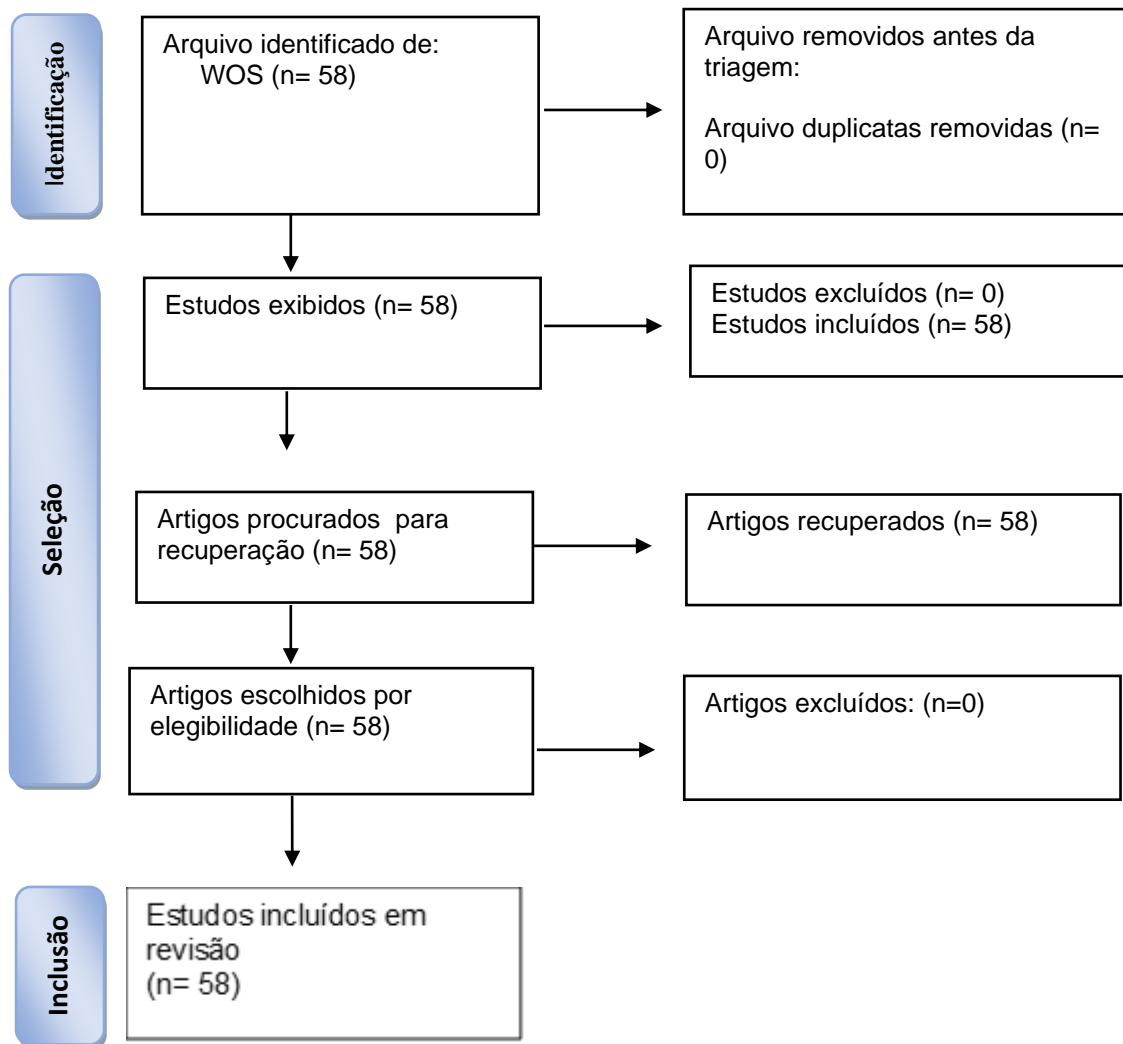 Identificação
Arquivo identificado de:
WOS (n= 58)
Arquivo removidos antes da
triagem:
Arquivo duplicatas removidas (n=
0)
Seleção
Estudos exibidos (n= 58)
Estudos excluídos (n= 0)
Estudos incluídos (n= 58)
Artigos procurados para
recuperação (n= 58)
Artigos recuperados (n= 58)
Artigos escolhidos por
elegibilidade (n= 58)
Artigos excluídos: (n=0)
Inclusão
Estudos incluídos em
revisão
(n= 58)